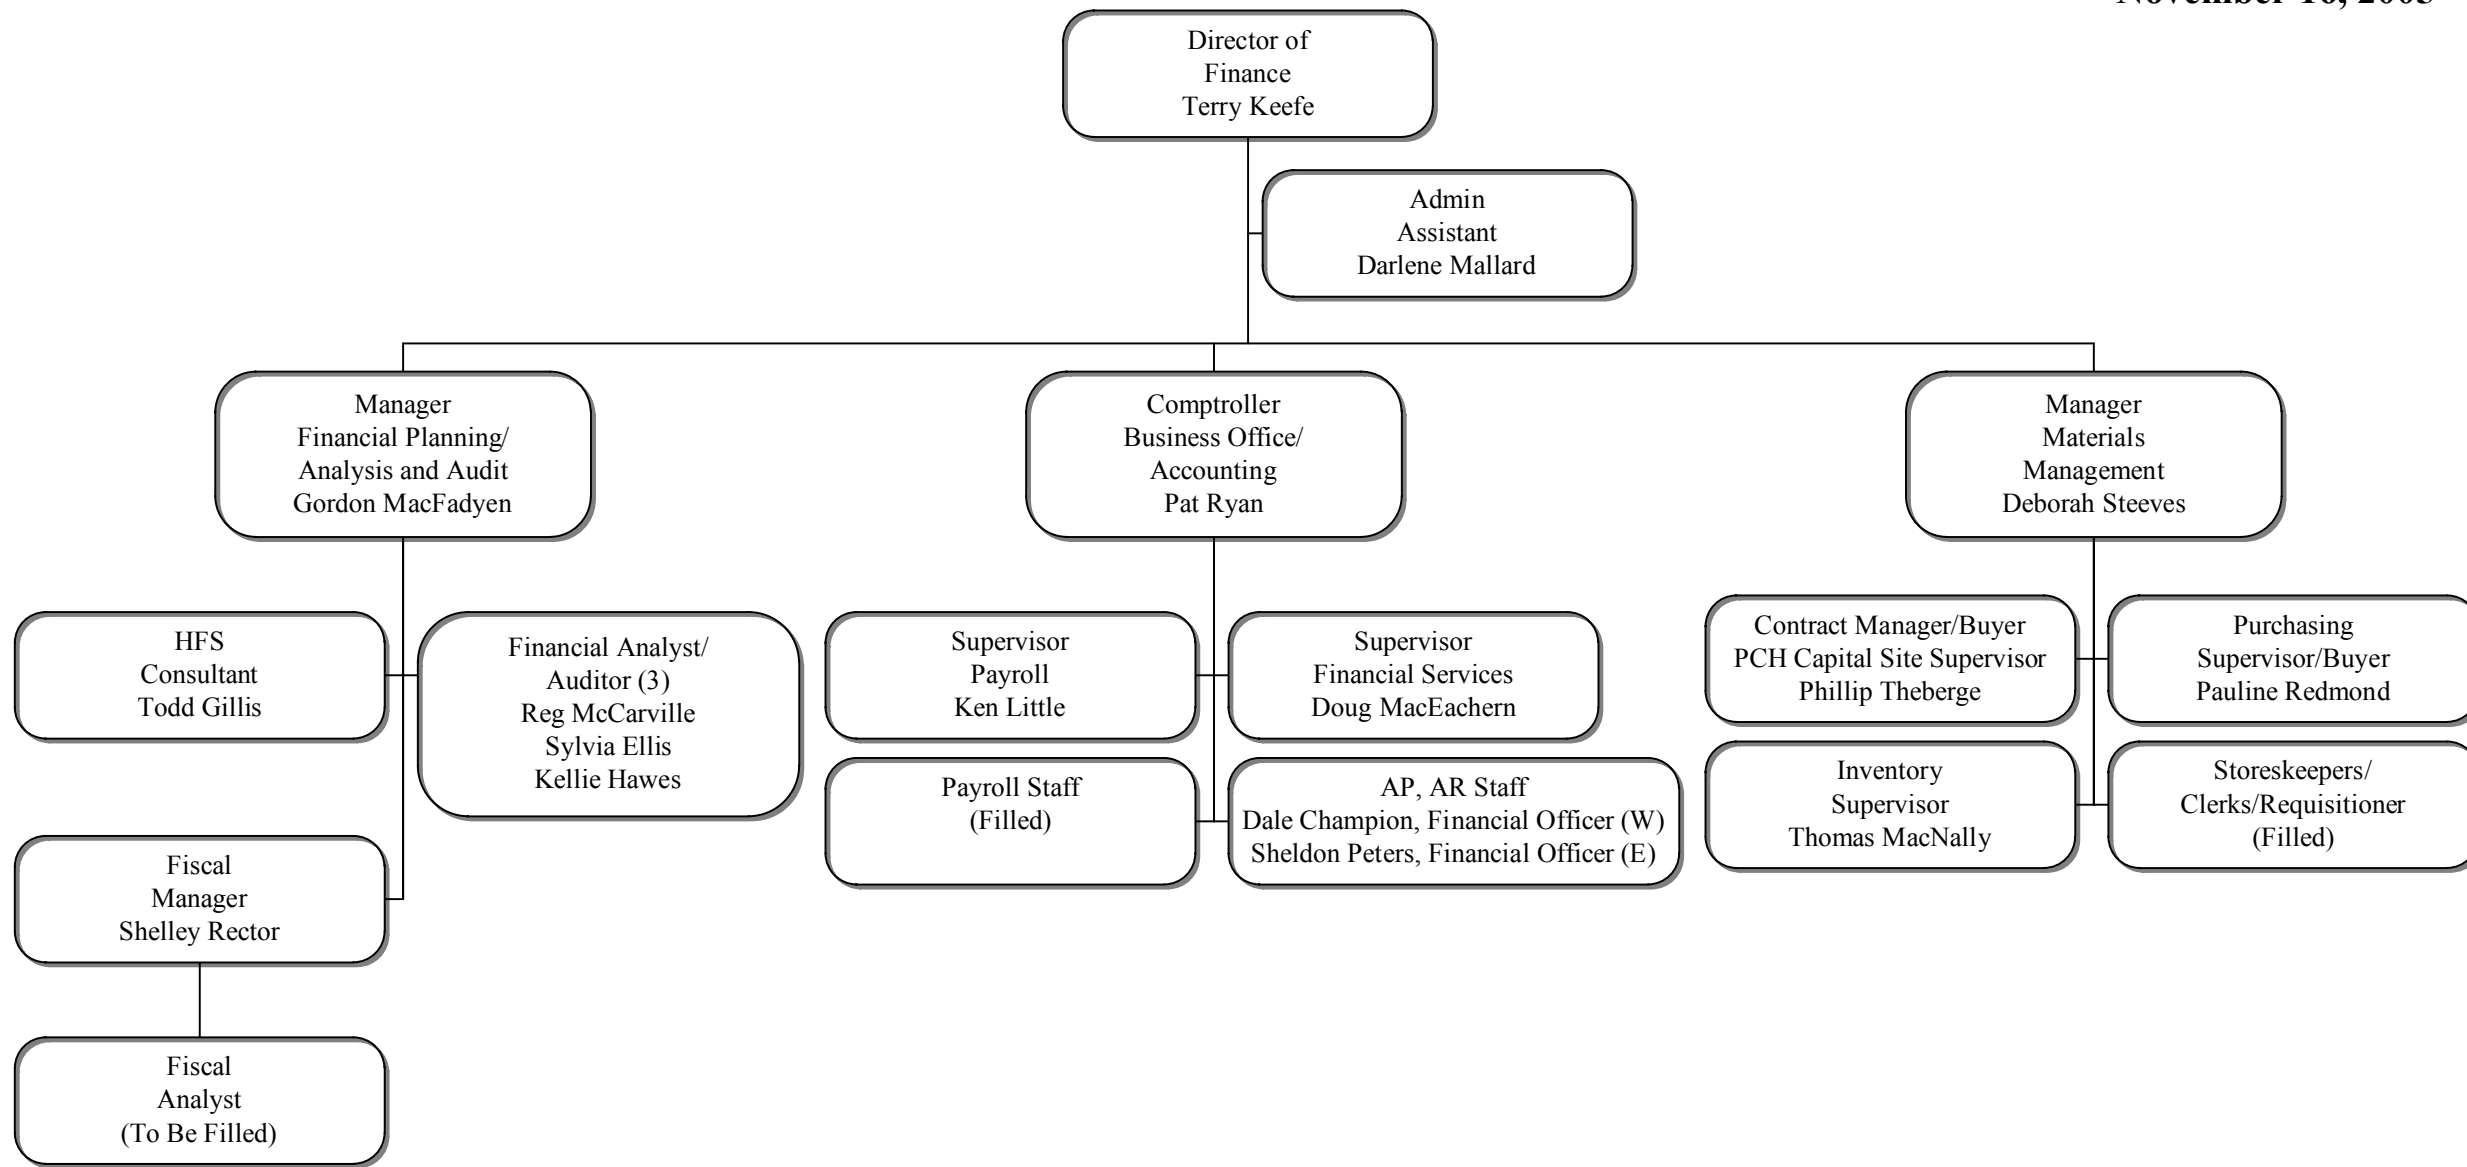 Director of
Finance
Terry Keefe
Admin
Assistant
Darlene Mallard
Manager
Financial Planning/
Analysis and Audit
Gordon MacFadyen
Comptroller
Business Office/
Accounting
Pat Ryan
Manager
Materials
Management
Deborah Steeves
HFS
Consultant
Todd Gillis
Financial Analyst/
Auditor (3)
Reg McCarville
Sylvia Ellis
Kellie Hawes
Supervisor
Payroll
Ken Little
Supervisor
Financial Services
Doug MacEachern
Contract Manager/Buyer
PCH Capital Site Supervisor
Phillip Theberge
Purchasing
Supervisor/Buyer
Pauline Redmond
Payroll Staff
(Filled)
AP, AR Staff
Dale Champion, Financial Officer (W)
Sheldon Peters, Financial Officer (E)
Inventory
Supervisor
Thomas MacNally
Storeskeepers/
Clerks/Requisitioner
(Filled)
Fiscal
Manager
Shelley Rector
Fiscal
Analyst
(To Be Filled)